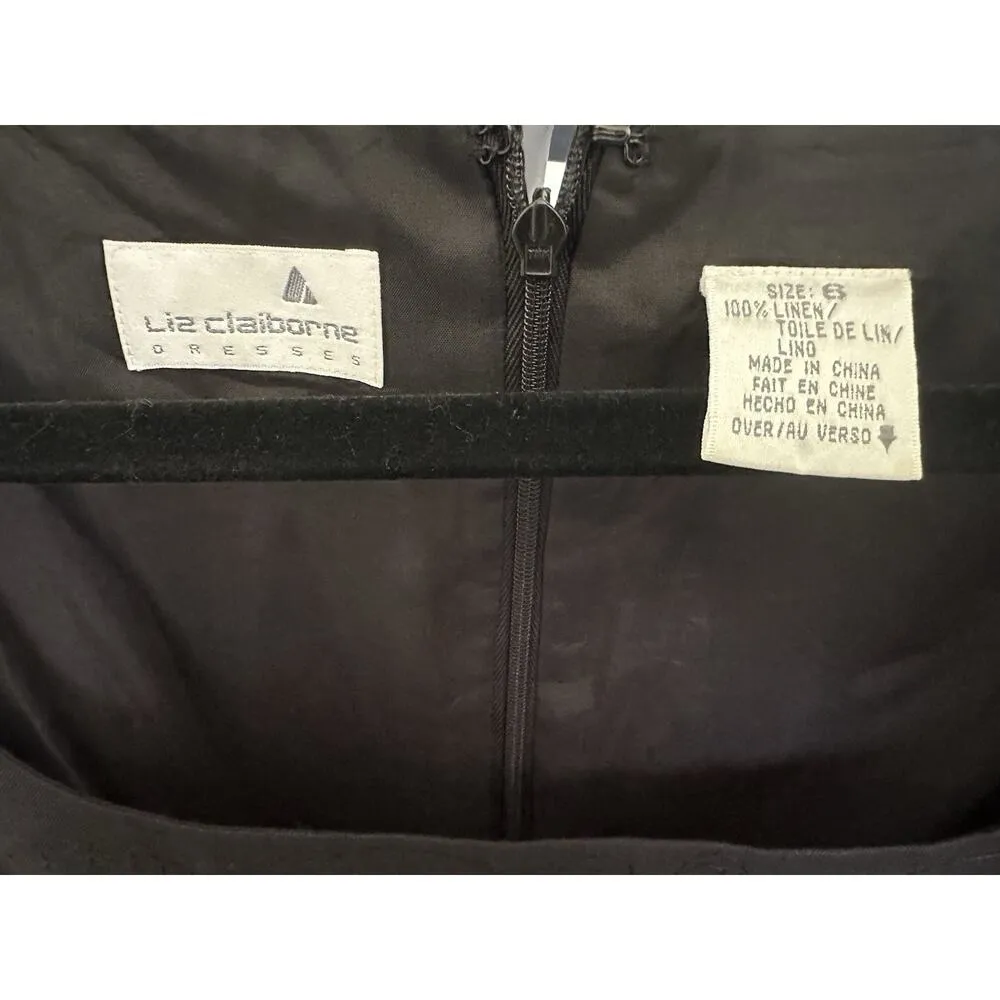 Liz claiborne
DRESSES
SIZE: 6
100% LINEN/
TOILE DE LIN/
LINO
MADE IN CHINA
FAIT EN CHINE
HECHO EN CHINA
OVER/AU VERSO